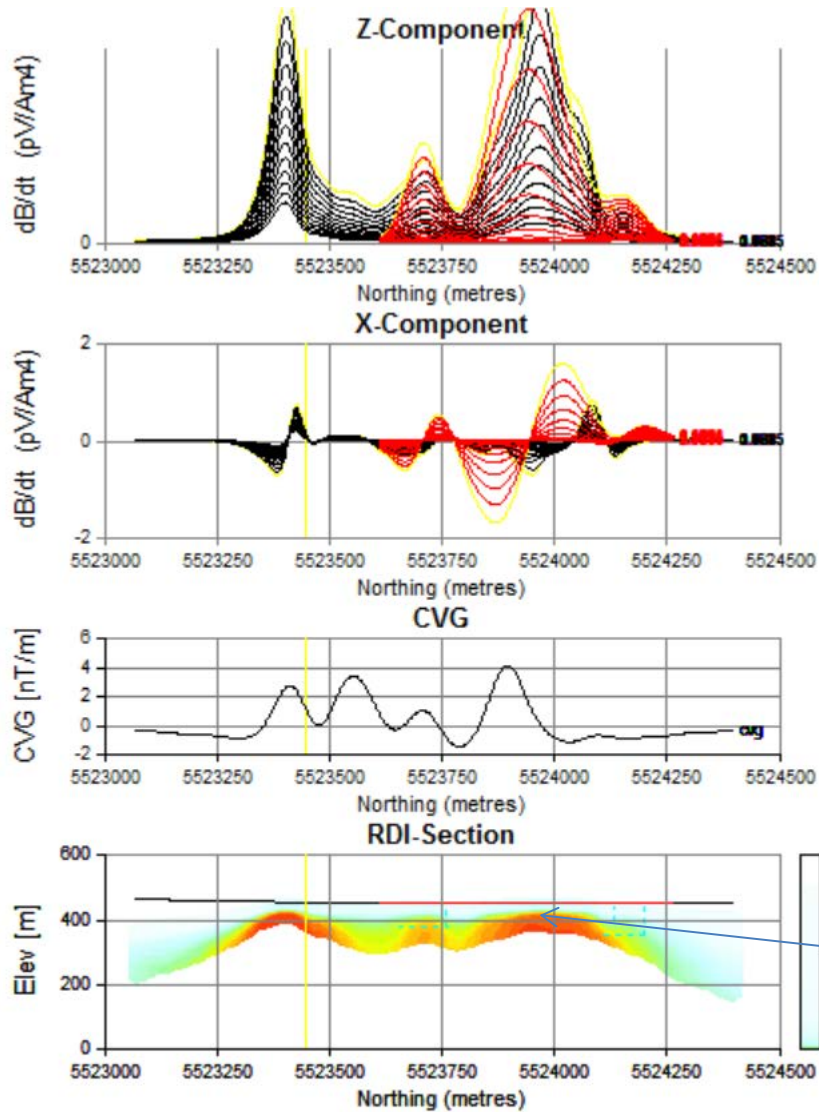 Z-Component
dB/dt (pV/Am4)
0
5523000 5523250 5523500 5523750 5524000 5524250 5524500
Northing (metres)
X-Component
dB/dt (pV/Am4)
2
0
-2
5523000 5523250 5523500 5523750 5524000 5524250 5524500
Northing (metres)
CVG
CVG [nT/m]
6
4
2
0
-2
cvg
5523000 5523250 5523500 5523750 5524000 5524250 5524500
Northing (metres)
RDI-Section
Elev [m]
600
400
200
0
5523000 5523250 5523500 5523750 5524000 5524250 5524500
Northing (metres)